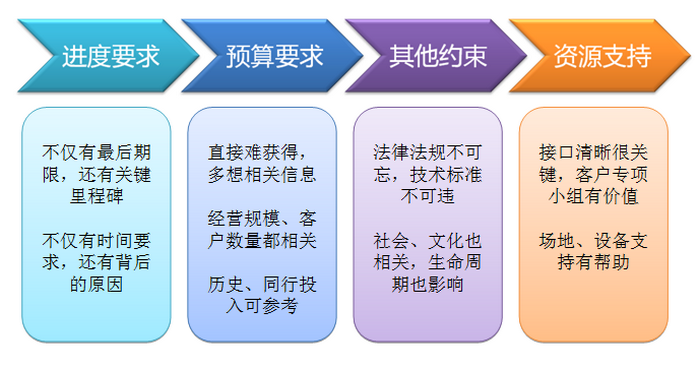 进度要求
预算要求
其他约束
资源支持
不仅有最后期
限，还有关键
里程碑
不仅有时间要
求，还有背后
的原因
直接难获得，
多想相关信息
经营规模、客
户数量都相关
历史、同行投
入可参考
法律法规不可
忘，技术标准
不可违
社会、文化也
相关，生命周
期也影响
接口清晰很关
键，客户专项
小组有价值
场地、设备支
持有帮助